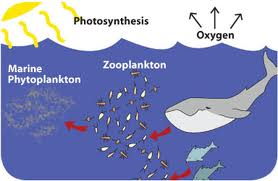 Photosynthesis
Oxygen
Marine
Phytoplankton
Zooplankton